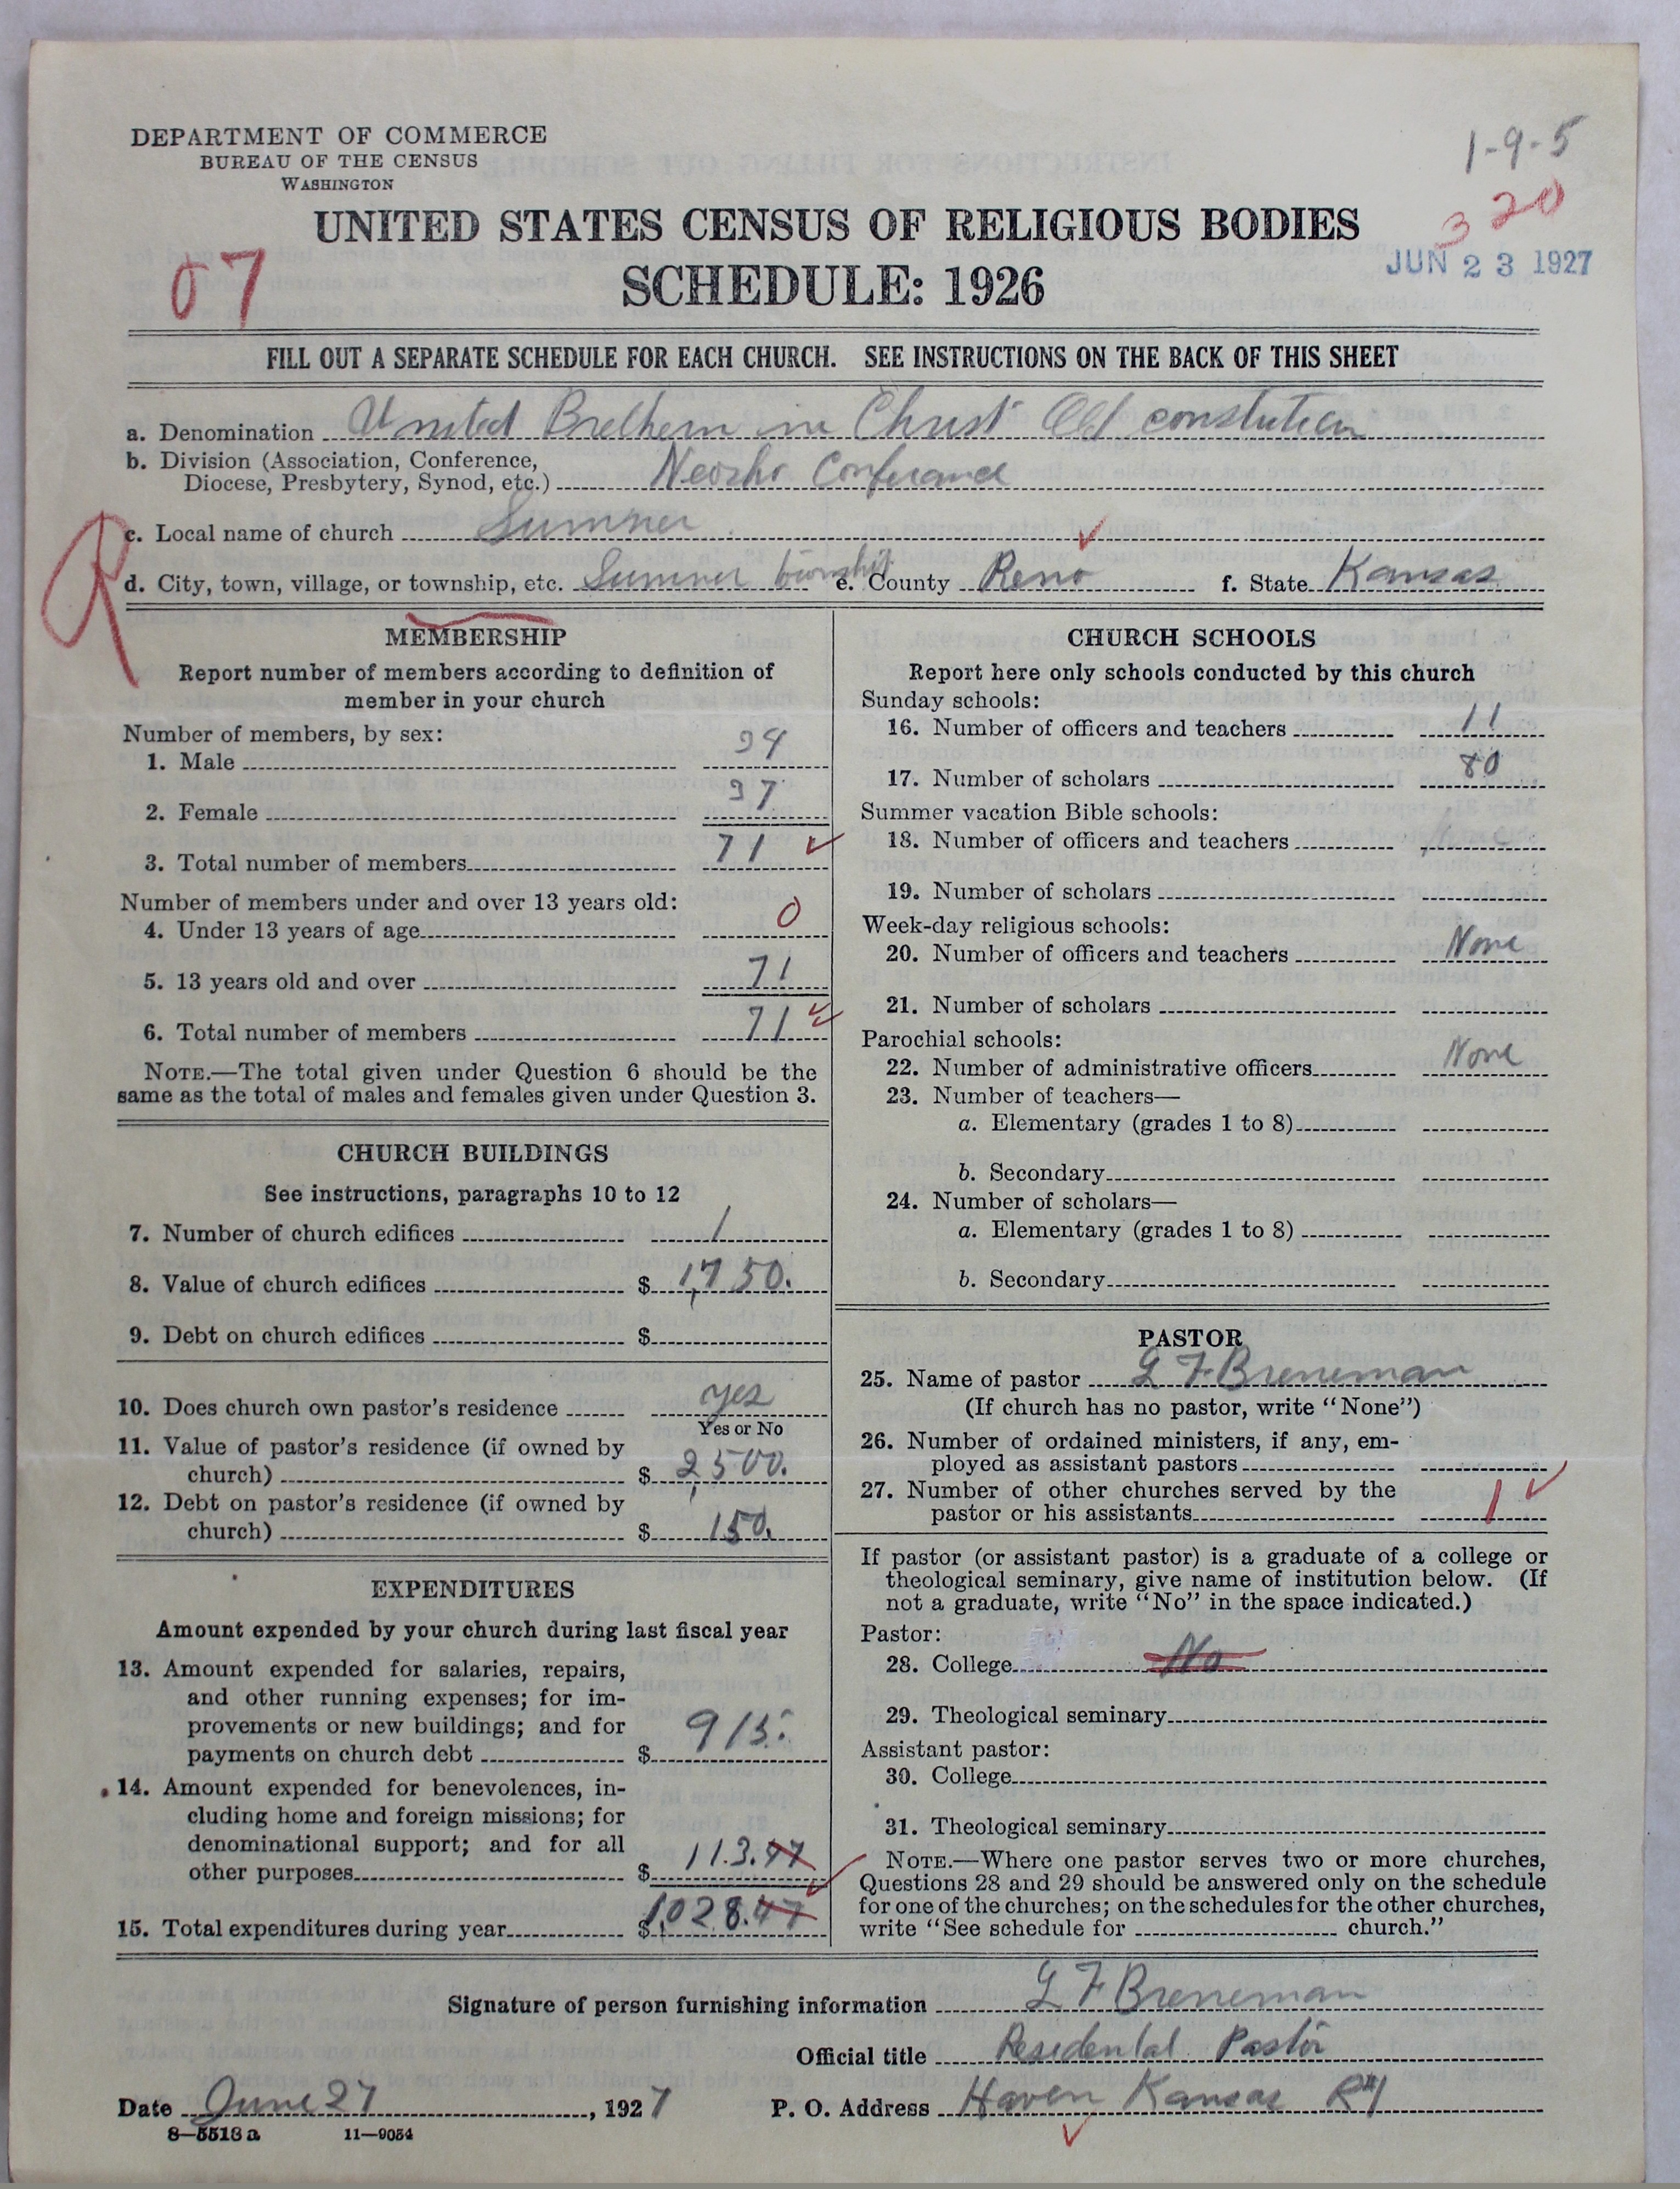 DEPARTMENT OF COMMERCE
BUREAU OF THE CENSUS
WASHINGTON
1-9-5
320
UNITED STATES CENSUS OF RELIGIOUS BODIES
07
SCHEDULE: 1926
JUN 23 1927
FILL OUT A SEPARATE SCHEDULE FOR EACH CHURCH. SEE INSTRUCTIONS ON THE BACK OF THIS SHEET
a. Denomination United Brethern in Christ Old constution
b. Division (Association, Conference,
Diocese, Presbytery, Synod, etc.) Neosho Conferance
c. Local name of church Sumner
d. City, town, village, or township, etc. Sumner township e. County Reno f. State Kansas
MEMBERSHIP
Report number of members according to definition of
member in your church
Number of members, by sex:
1. Male 34
2. Female 37
3. Total number of members 71
Number of members under and over 13 years old:
4. Under 13 years of age 0
5. 13 years old and over 71
6. Total number of members 71
NOTE.—The total given under Question 6 should be the
same as the total of males and females given under Question 3.
CHURCH BUILDINGS
See instructions, paragraphs 10 to 12
7. Number of church edifices 1
8. Value of church edifices $ 1,750.
9. Debt on church edifices $
10. Does church own pastor's residence yes
Yes or No
11. Value of pastor's residence (if owned by
church) $ 2,500.
12. Debt on pastor's residence (if owned by
church) $ 150.
EXPENDITURES
Amount expended by your church during last fiscal year
13. Amount expended for salaries, repairs,
and other running expenses; for im-
provements or new buildings; and for
payments on church debt $ 915.
14. Amount expended for benevolences, in-
cluding home and foreign missions; for
denominational support; and for all
other purposes $ 113.47
15. Total expenditures during year $ 1,028.47
CHURCH SCHOOLS
Report here only schools conducted by this church
Sunday schools:
16. Number of officers and teachers 11
17. Number of scholars 80
Summer vacation Bible schools:
18. Number of officers and teachers None
19. Number of scholars
Week-day religious schools:
20. Number of officers and teachers None
21. Number of scholars
Parochial schools:
22. Number of administrative officers None
23. Number of teachers—
a. Elementary (grades 1 to 8)
b. Secondary
24. Number of scholars—
a. Elementary (grades 1 to 8)
b. Secondary
PASTOR
25. Name of pastor G F Breneman
(If church has no pastor, write "None")
26. Number of ordained ministers, if any, em-
ployed as assistant pastors
27. Number of other churches served by the
pastor or his assistants 1
If pastor (or assistant pastor) is a graduate of a college or
theological seminary, give name of institution below. (If
not a graduate, write "No" in the space indicated.)
Pastor:
28. College No
29. Theological seminary
Assistant pastor:
30. College
31. Theological seminary
NOTE.—Where one pastor serves two or more churches,
Questions 28 and 29 should be answered only on the schedule
for one of the churches; on the schedules for the other churches,
write "See schedule for church."
Signature of person furnishing information G F Breneman
Official title Residental Pastor
Date June 27, 1927 P. O. Address Haven Kansas R#1
8—5518a 11—9054